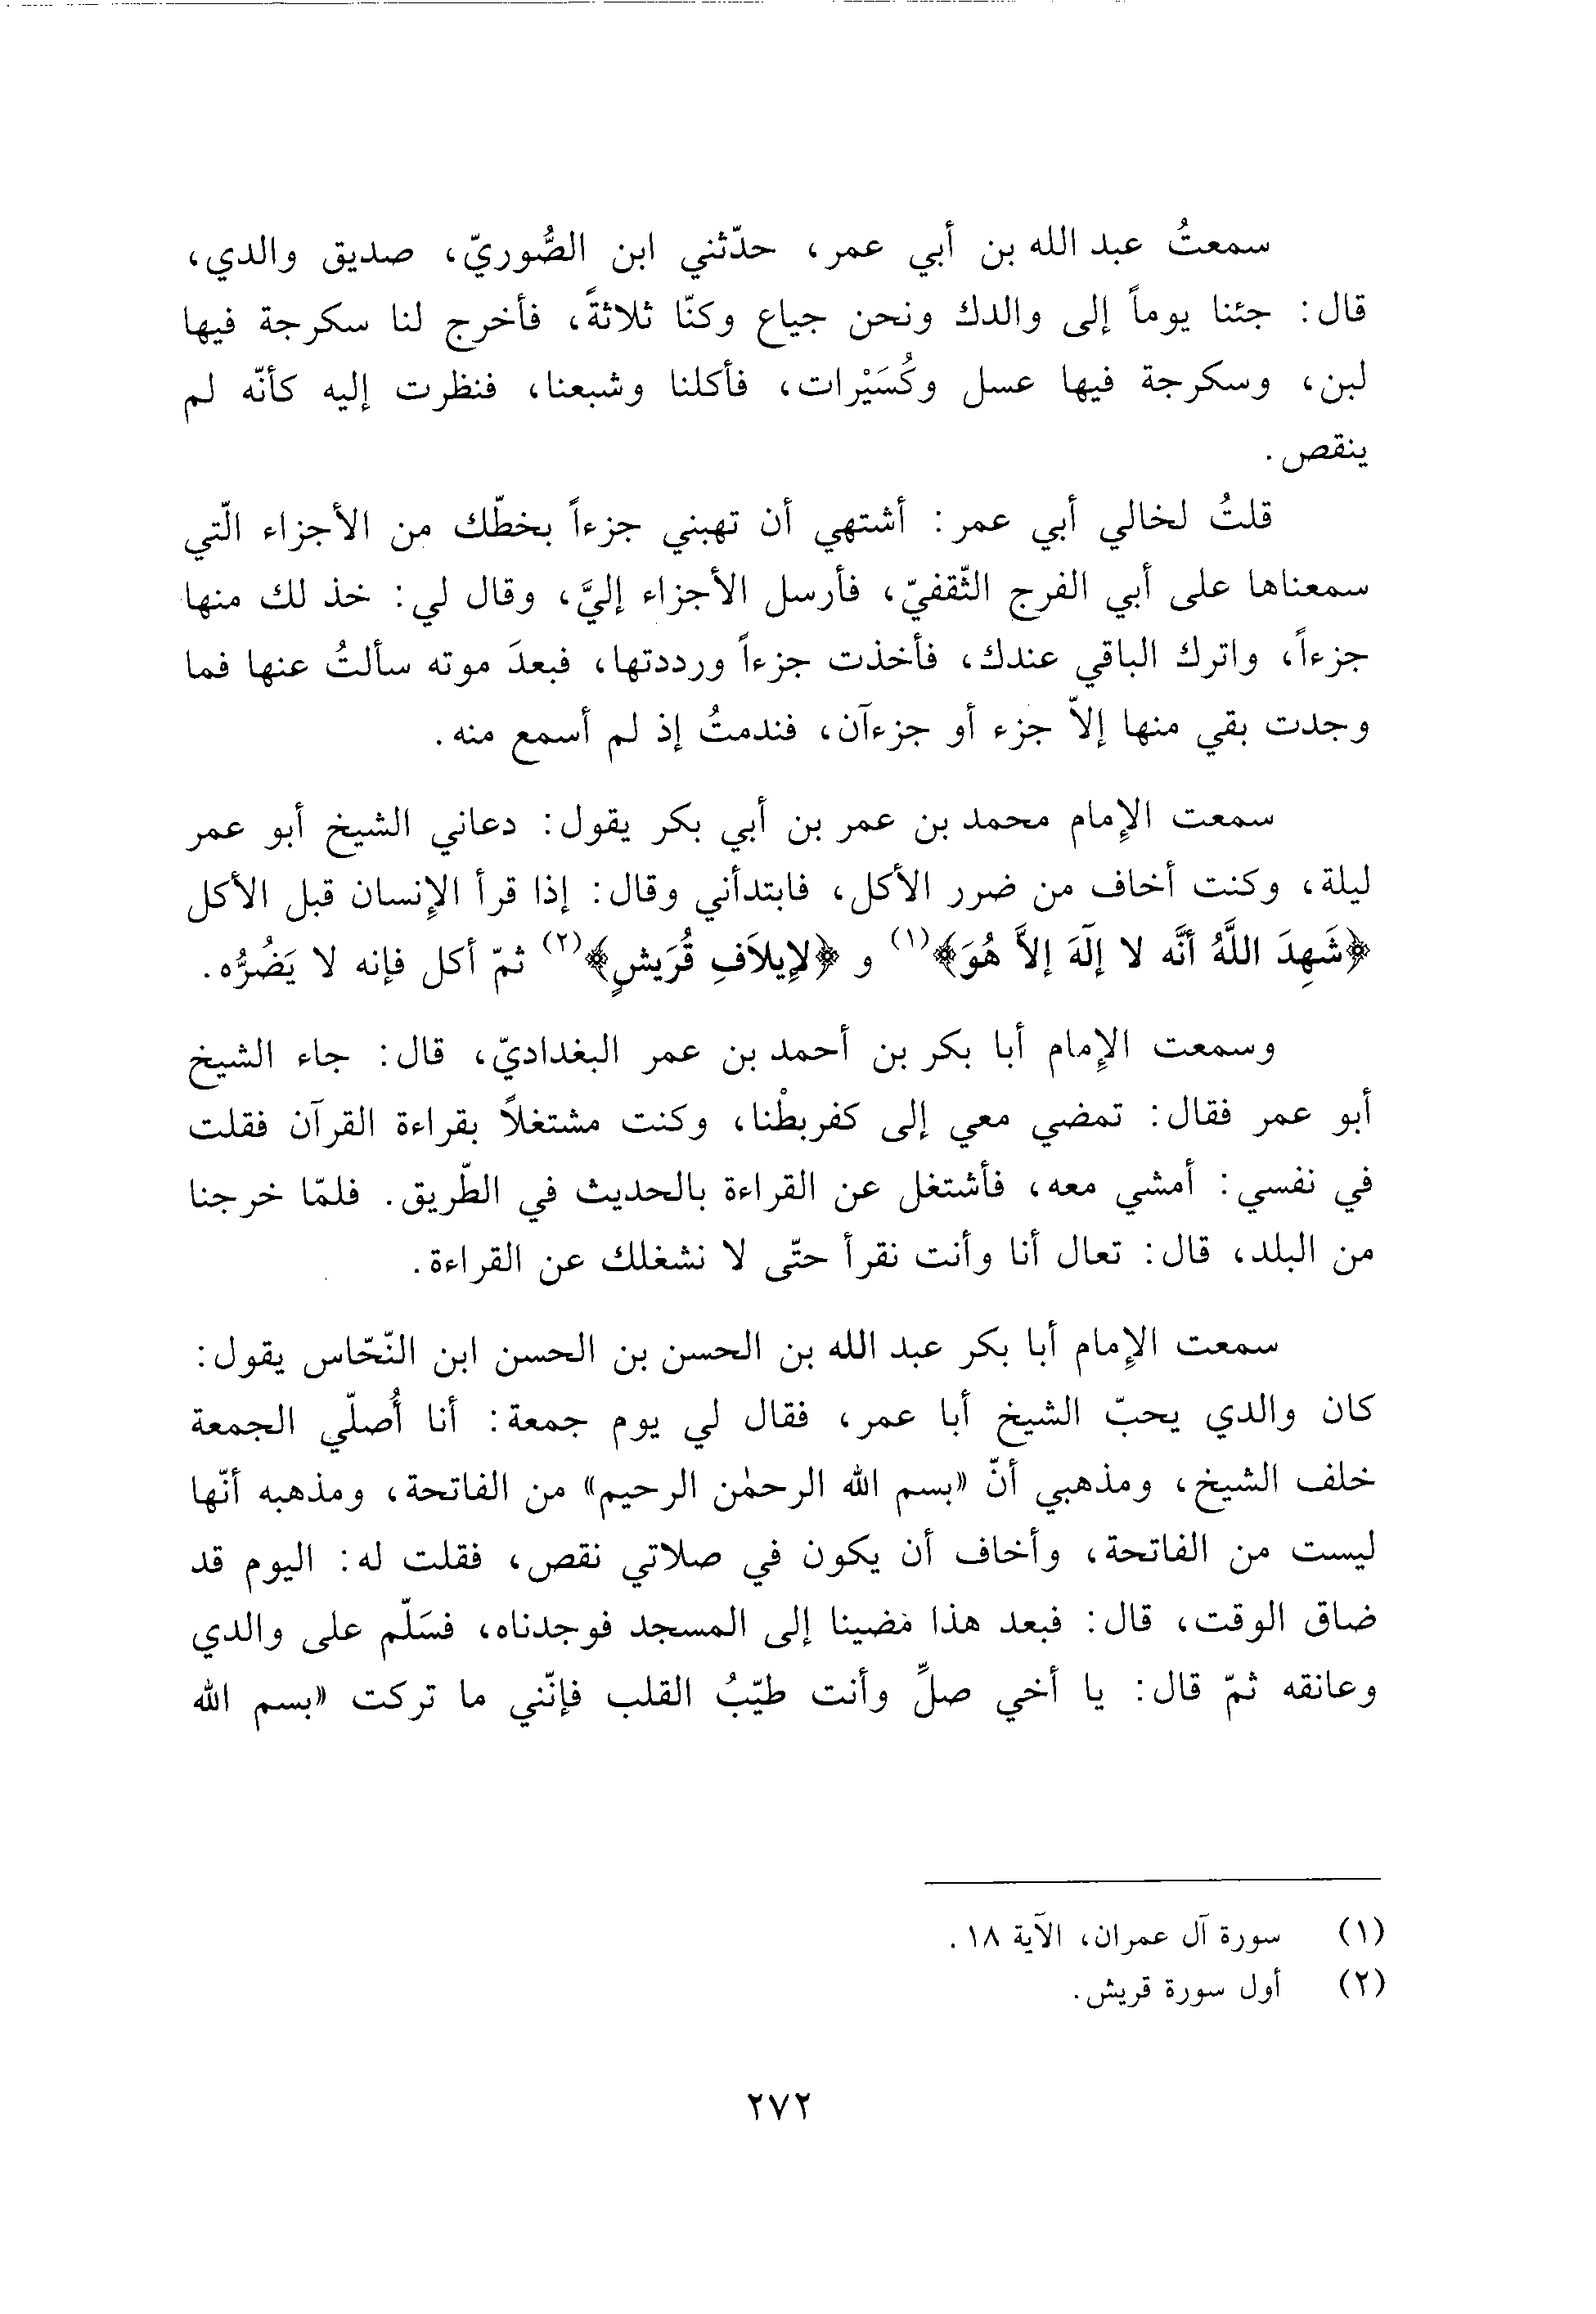 سمعتُ عبد الله بن أبي عمر، حدّثني ابن الصُّوريّ، صديق والدي،
قال: جئنا يوماً إلى والدك ونحن جياع وكنّا ثلاثةً، فأخرج لنا سكرجة فيها
لبن، وسكرجة فيها عسل وكُسَيْرات، فأكلنا وشبعنا، فنظرت إليه كأنّه لم
ينقص.
قلتُ لخالي أبي عمر: أشتهي أن تهبني جزءاً بخطّك من الأجزاء الّتي
سمعناها على أبي الفرج الثّقفيّ، فأرسل الأجزاء إليَّ، وقال لي: خذ لك منها
جزءاً، واترك الباقي عندك، فأخذت جزءاً ورددتها، فبعدَ موته سألتُ عنها فما
وجدت بقي منها إلاّ جزء أو جزءآن، فندمتُ إذ لم أسمع منه.
سمعت الإمام محمد بن عمر بن أبي بكر يقول: دعاني الشيخ أبو عمر
ليلة، وكنت أخاف من ضرر الأكل، فابتدأني وقال: إذا قرأ الإنسان قبل الأكل
﴿شَهِدَ اللَّهُ أَنَّه لا إلَهَ إلاَّ هُوَ﴾(١) و ﴿لإيلاَفِ قُرَيشٍ﴾(٢) ثمّ أكل فإنه لا يَضُرُّه.
وسمعت الإمام أبا بكر بن أحمد بن عمر البغداديّ، قال: جاء الشيخ
أبو عمر فقال: تمضي معي إلى كفربطْنا، وكنت مشتغلاً بقراءة القرآن فقلت
في نفسي: أمشي معه، فأشتغل عن القراءة بالحديث في الطّريق. فلمّا خرجنا
من البلد، قال: تعال أنا وأنت نقرأ حتّى لا نشغلك عن القراءة.
سمعت الإمام أبا بكر عبد الله بن الحسن بن الحسن ابن النّحّاس يقول:
كان والدي يحبّ الشيخ أبا عمر، فقال لي يوم جمعة: أنا أُصلّي الجمعة
خلف الشيخ، ومذهبي أنّ «بسم الله الرحمٰن الرحيم» من الفاتحة، ومذهبه أنّها
ليست من الفاتحة، وأخاف أن يكون في صلاتي نقص، فقلت له: اليوم قد
ضاق الوقت، قال: فبعد هذا مضينا إلى المسجد فوجدناه، فسَلّم على والدي
وعانقه ثمّ قال: يا أخي صلِّ وأنت طيّبُ القلب فإنّني ما تركت «بسم الله
(١) سورة آل عمران، الآية ١٨.
(٢) أول سورة قريش.
٢٧٢